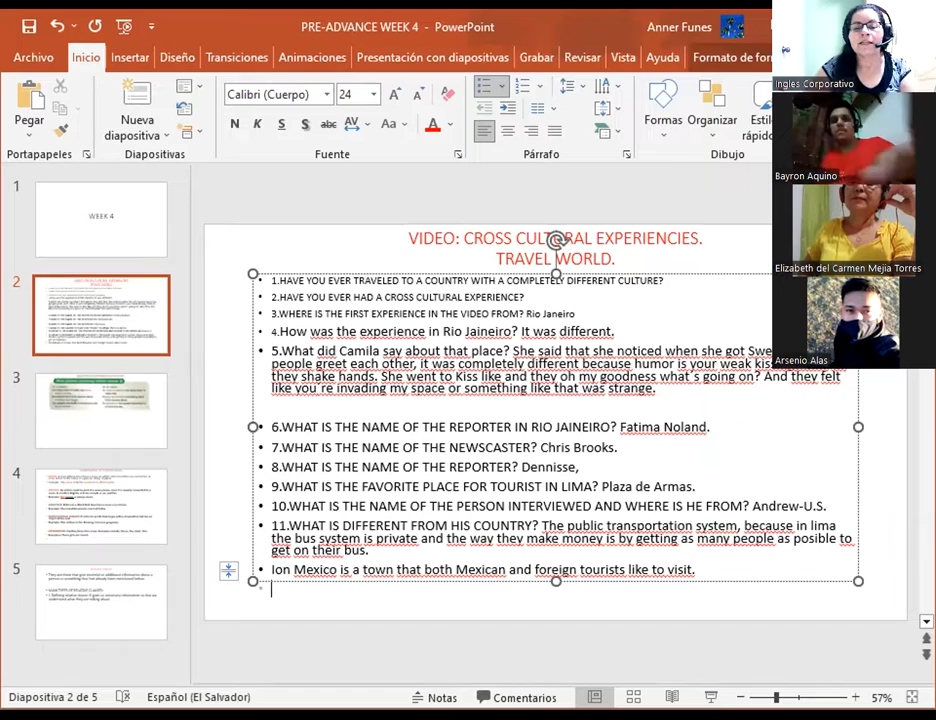 PRE-ADVANCE WEEK 4 - PowerPoint
Anner Funes
Archivo Inicio Insertar Diseño Transiciones Animaciones Presentación con diapositivas Grabar Revisar Vista Ayuda Formato de for
Pegar
Nueva
diapositiva
Calibri (Cuerpo) 24
N K S S abc AV Aa A
Formas Organizar Estil
rápid
Portapapeles Diapositivas Fuente Párrafo Dibujo
Ingles Corporativo
Bayron Aquino
Elizabeth del Carmen Mejia Torres
Arsenio Alas
1
WEEK 4
2
3
4
5
VIDEO: CROSS CULTURAL EXPERIENCES.
TRAVEL WORLD.
• 1.HAVE YOU EVER TRAVELED TO A COUNTRY WITH A COMPLETELY DIFFERENT CULTURE?
• 2.HAVE YOU EVER HAD A CROSS CULTURAL EXPERIENCE?
• 3.WHERE IS THE FIRST EXPERIENCE IN THE VIDEO FROM? Rio Janeiro
• 4.How was the experience in Rio Jaineiro? It was different.
• 5.What did Camila say about that place? She said that she noticed when she got Swe
people greet each other, it was completely different because humor is your weak kis
they shake hands. She went to Kiss like and they oh my goodness what´s going on? And they felt
like you´re invading my space or something like that was strange.
• 6.WHAT IS THE NAME OF THE REPORTER IN RIO JAINEIRO? Fatima Noland.
• 7.WHAT IS THE NAME OF THE NEWSCASTER? Chris Brooks.
• 8.WHAT IS THE NAME OF THE REPORTER? Dennisse,
• 9.WHAT IS THE FAVORITE PLACE FOR TOURIST IN LIMA? Plaza de Armas.
• 10.WHAT IS THE NAME OF THE PERSON INTERVIEWED AND WHERE IS HE FROM? Andrew-U.S.
• 11.WHAT IS DIFFERENT FROM HIS COUNTRY? The public transportation system, because in lima
the bus system is private and the way they make money is by getting as many people as posible to
get on their bus.
• Ion Mexico is a town that both Mexican and foreign tourists like to visit.
Diapositiva 2 de 5 Español (El Salvador) Notas Comentarios 57%